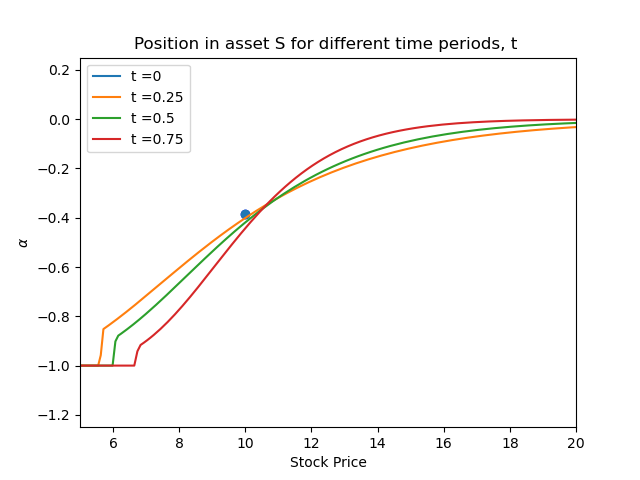 Position in asset S for different time periods, t
t =0
t =0.25
t =0.5
t =0.75
0.2
0.0
−0.2
−0.4
−0.6
−0.8
−1.0
−1.2
α
6
8
10
12
14
16
18
20
Stock Price